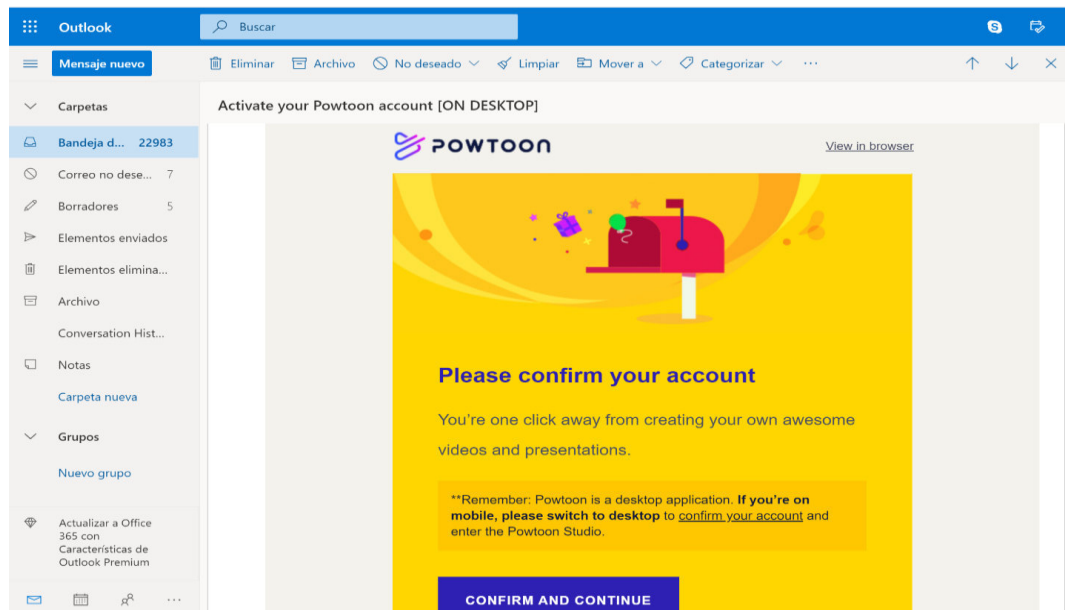 Outlook
Buscar
Mensaje nuevo
Eliminar Archivo No deseado Limpiar Mover a Categorizar ...
Carpetas
Bandeja d... 22983
Correo no dese... 7
Borradores 5
Elementos enviados
Elementos elimina...
Archivo
Conversation Hist...
Notas
Carpeta nueva
Grupos
Nuevo grupo
Actualizar a Office
365 con
Características de
Outlook Premium
Activate your Powtoon account [ON DESKTOP]
POWTOON
View in browser
Please confirm your account
You're one click away from creating your own awesome
videos and presentations.
**Remember: Powtoon is a desktop application. If you're on
mobile, please switch to desktop to confirm your account and
enter the Powtoon Studio.
CONFIRM AND CONTINUE